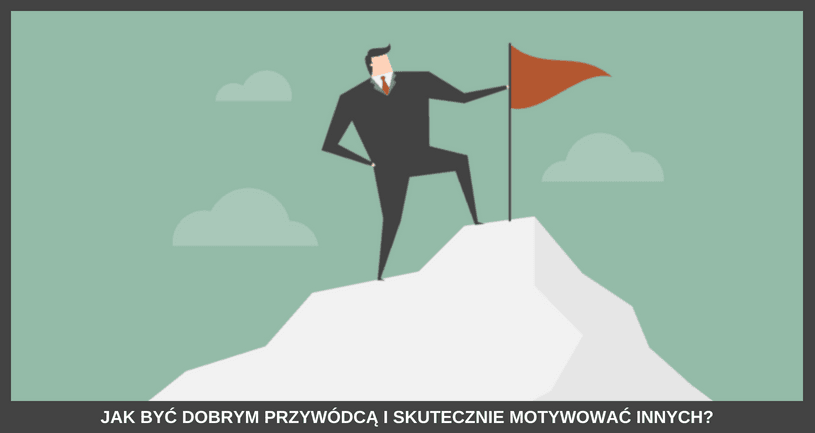 JAK BYĆ DOBRYM PRZYWÓDCĄ I SKUTECZNIE MOTYWOWAĆ INNYCH?